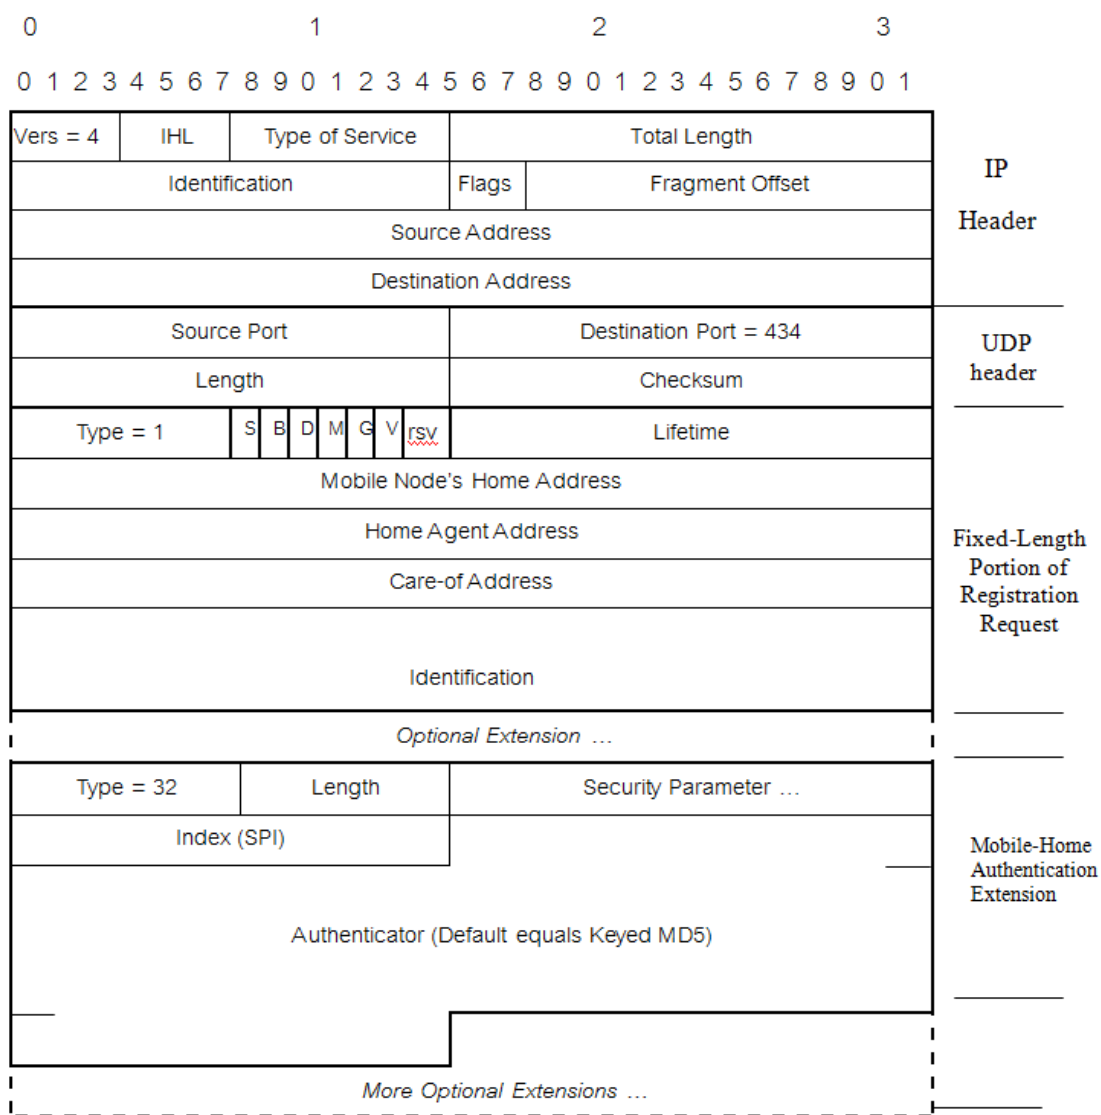 0 1 2 3
0 1 2 3 4 5 6 7 8 9 0 1 2 3 4 5 6 7 8 9 0 1 2 3 4 5 6 7 8 9 0 1
Vers = 4 IHL Type of Service Total Length
Identification Flags Fragment Offset
IP
Header
Source Address
Destination Address
Source Port Destination Port = 434
UDP
header
Length Checksum
Type = 1 S B D M G V rsv Lifetime
Mobile Node's Home Address
Home Agent Address
Care-of Address
Identification
Fixed-Length
Portion of
Registration
Request
Optional Extension ...
Type = 32 Length Security Parameter ...
Index (SPI)
Mobile-Home
Authentication
Extension
Authenticator (Default equals Keyed MD5)
More Optional Extensions ...